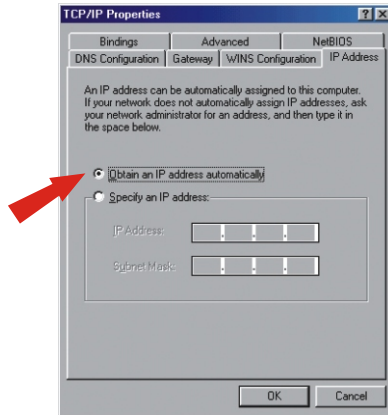 TCP/IP Properties
Bindings Advanced NetBIOS
DNS Configuration Gateway WINS Configuration IP Address
An IP address can be automatically assigned to this computer.
If your network does not automatically assign IP addresses, ask
your network administrator for an address, and then type it in
the space below.
Obtain an IP address automatically
Specify an IP address:
IP Address:
Subnet Mask:
OK Cancel